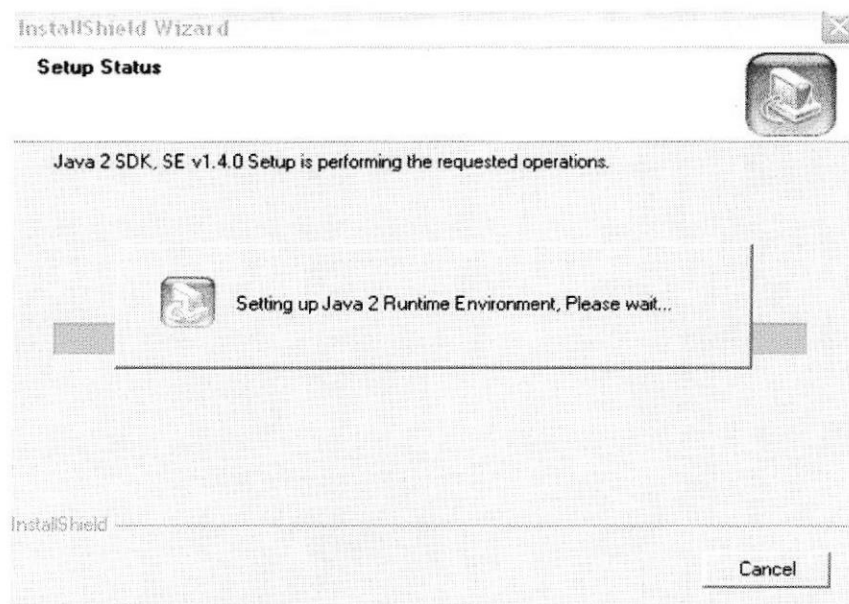 InstallShield Wizard
Setup Status
Java 2 SDK, SE v1.4.0 Setup is performing the requested operations.
Setting up Java 2 Runtime Environment, Please wait...
InstallShield
Cancel